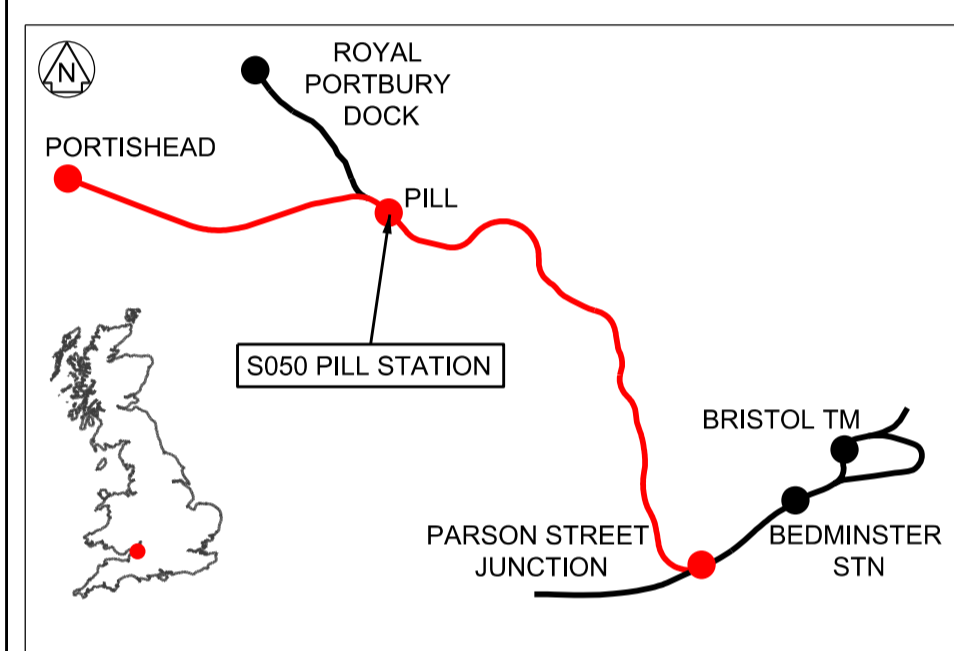 N
ROYAL
PORTBURY
DOCK
PORTISHEAD
PILL
S050 PILL STATION
BRISTOL TM
PARSON STREET
JUNCTION
BEDMINSTER
STN